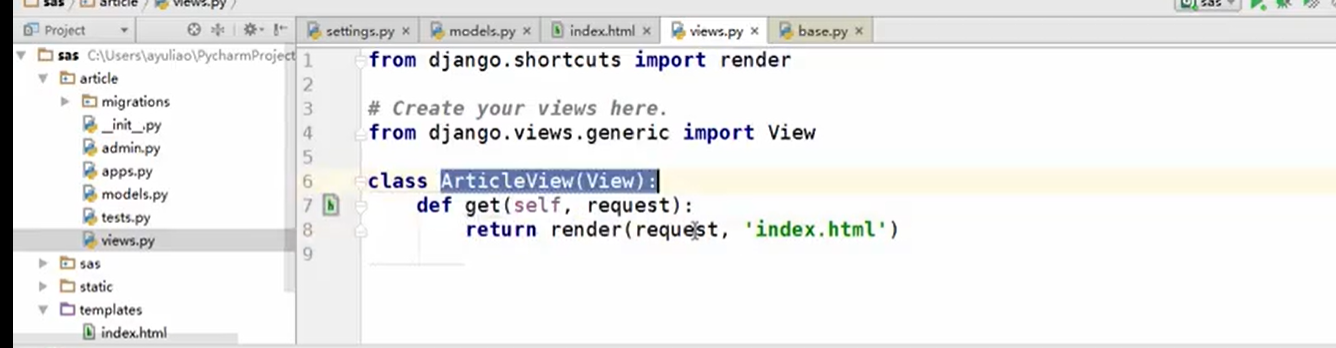 sas article views.py
sas
Project
settings.py × models.py × index.html × views.py × base.py ×
sas C:\Users\ayuliao\PycharmProject
article
migrations
__init__.py
admin.py
apps.py
models.py
tests.py
views.py
sas
static
templates
index.html
1 from django.shortcuts import render
2
3 # Create your views here.
4 from django.views.generic import View
5
6 class ArticleView(View):
7 def get(self, request):
8 return render(request, 'index.html')
9